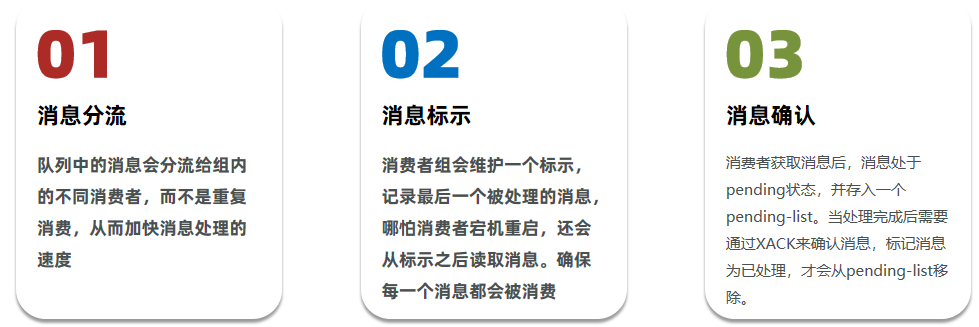 01
消息分流
队列中的消息会分流给组内
的不同消费者，而不是重复
消费，从而加快消息处理的
速度
02
消息标示
消费者组会维护一个标示，
记录最后一个被处理的消息，
哪怕消费者宕机重启，还会
从标示之后读取消息。确保
每一个消息都会被消费
03
消息确认
消费者获取消息后，消息处于
pending状态，并存入一个
pending-list。当处理完成后需要
通过XACK来确认消息，标记消息
为已处理，才会从pending-list移
除。